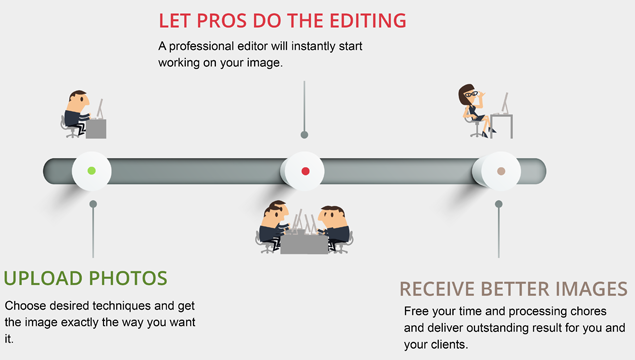 LET PROS DO THE EDITING
A professional editor will instantly start
working on your image.
UPLOAD PHOTOS
Choose desired techniques and get
the image exactly the way you want
it.
RECEIVE BETTER IMAGES
Free your time and processing chores
and deliver outstanding result for you and
your clients.